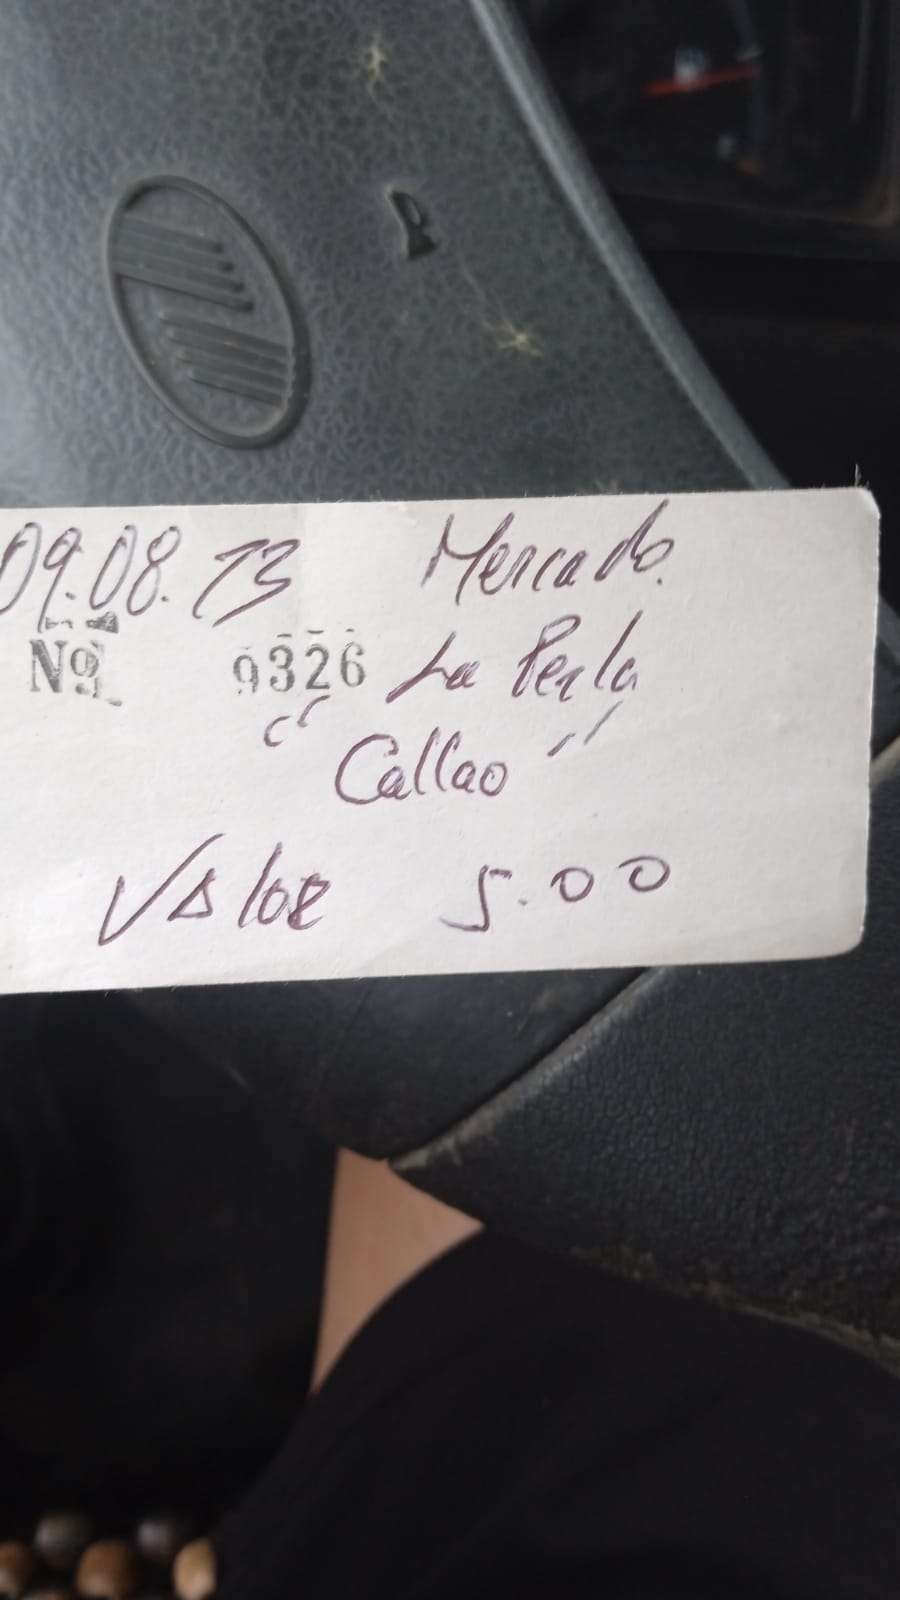 09.08.23 Mercado.
Nº 9326 La Perla
"Callao"
Valor 5.00